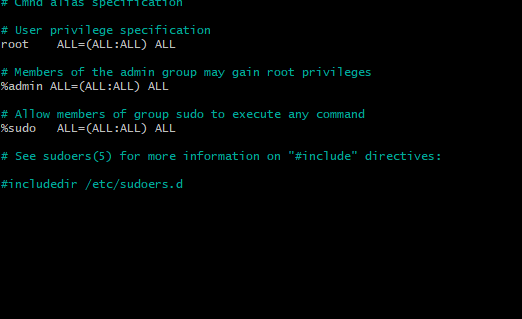 # Cmnd alias specification
# User privilege specification
root    ALL=(ALL:ALL) ALL
# Members of the admin group may gain root privileges
%admin ALL=(ALL:ALL) ALL
# Allow members of group sudo to execute any command
%sudo   ALL=(ALL:ALL) ALL
# See sudoers(5) for more information on "#include" directives:
#includedir /etc/sudoers.d